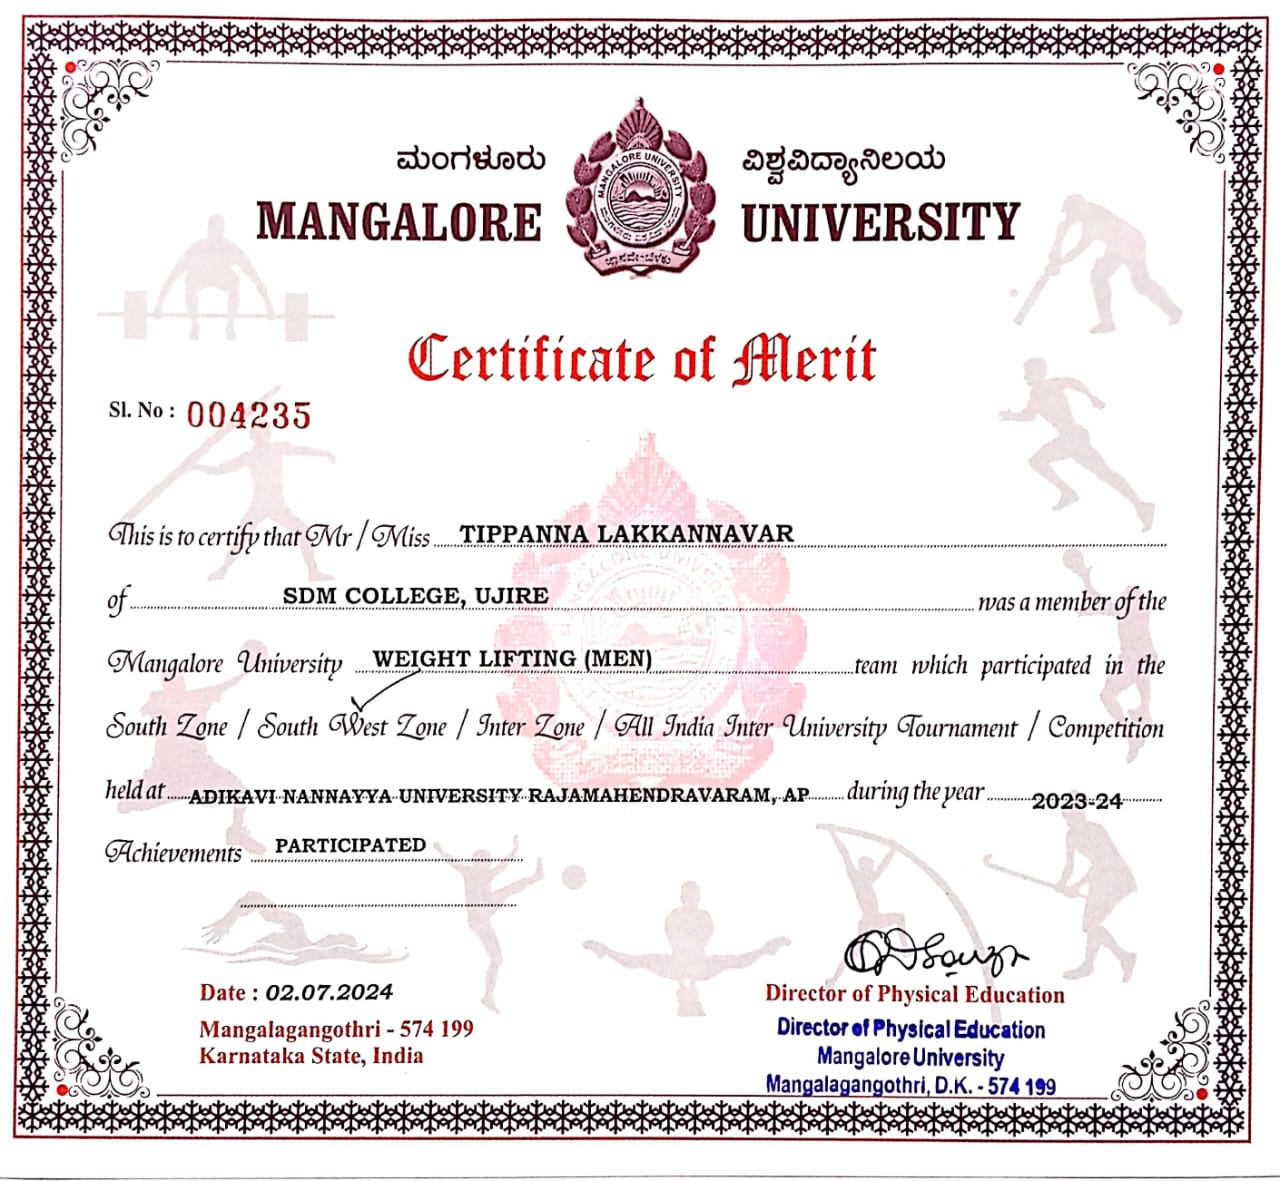 ಮಂಗಳೂರು ವಿಶ್ವವಿದ್ಯಾನಿಲಯ
MANGALORE UNIVERSITY
MANGALORE UNIVERSITY
Certificate of Merit
Sl. No : 004235
This is to certify that Mr / Miss TIPPANNA LAKKANNAVAR
of SDM COLLEGE, UJIRE was a member of the
Mangalore University WEIGHT LIFTING (MEN) team which participated in the
South Zone / South West Zone / Inter Zone / All India Inter University Tournament / Competition
held at ADIKAVI NANNAYYA UNIVERSITY RAJAMAHENDRAVARAM, AP during the year 2023-24
Achievements PARTICIPATED
Date : 02.07.2024
Mangalagangothri - 574 199
Karnataka State, India
Director of Physical Education
Director of Physical Education
Mangalore University
Mangalagangothri, D.K. - 574 199